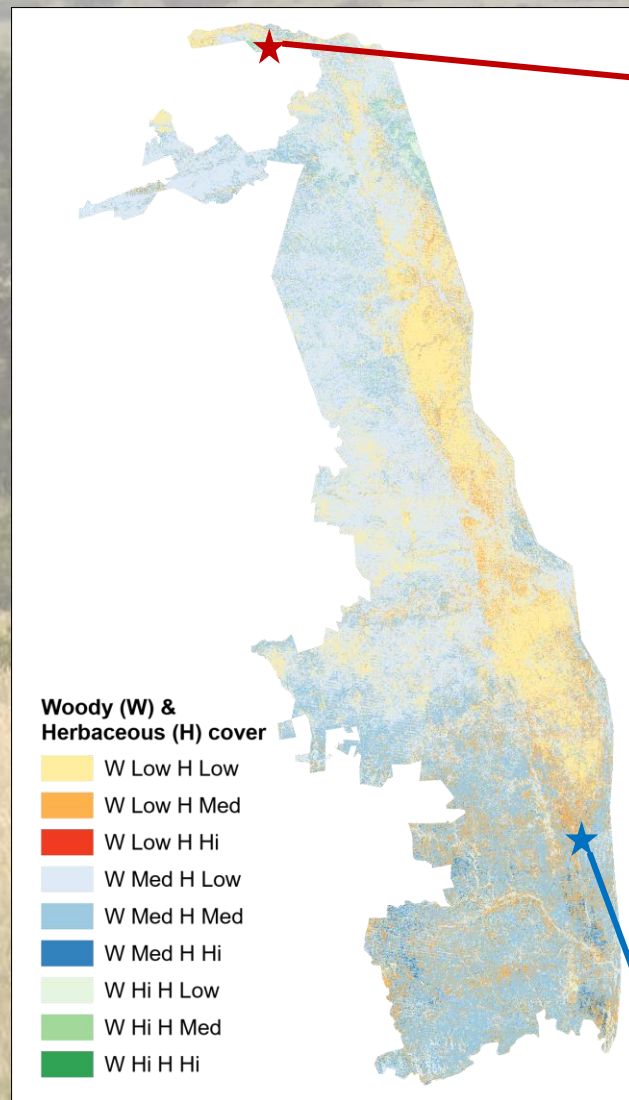 Woody (W) &
Herbaceous (H) cover
W Low H Low
W Low H Med
W Low H Hi
W Med H Low
W Med H Med
W Med H Hi
W Hi H Low
W Hi H Med
W Hi H Hi